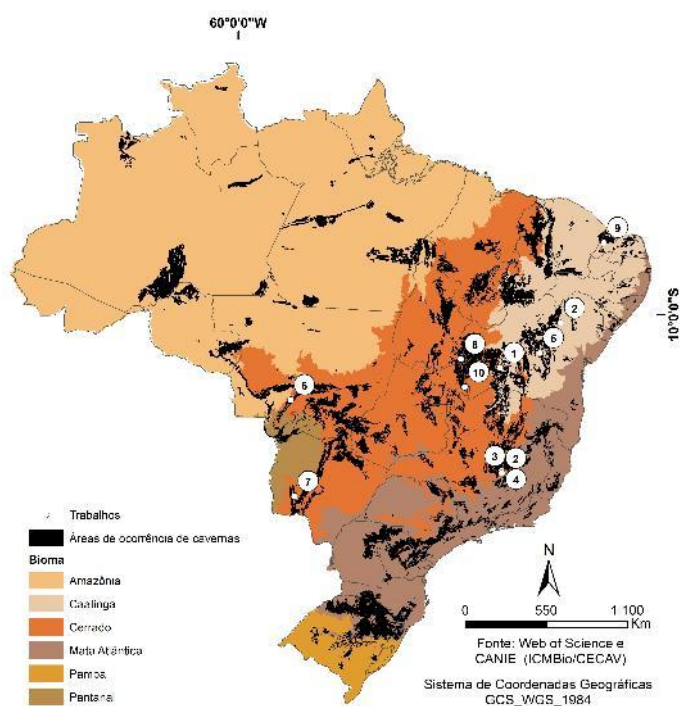 60°0'0"W
9
10°0'0"S
2
5
8
1
10
6
3
2
4
7
Trabalhos
Áreas de ocorrência de cavernas
Bioma
Amazônia
Caatinga
Cerrado
Mata Atlântica
Pampa
Pantanal
N
0 550 1.100
Km
Fonte: Web of Science e
CANIE (ICMBio/CECAV)
Sistema de Coordenadas Geográficas
GCS_WGS_1984